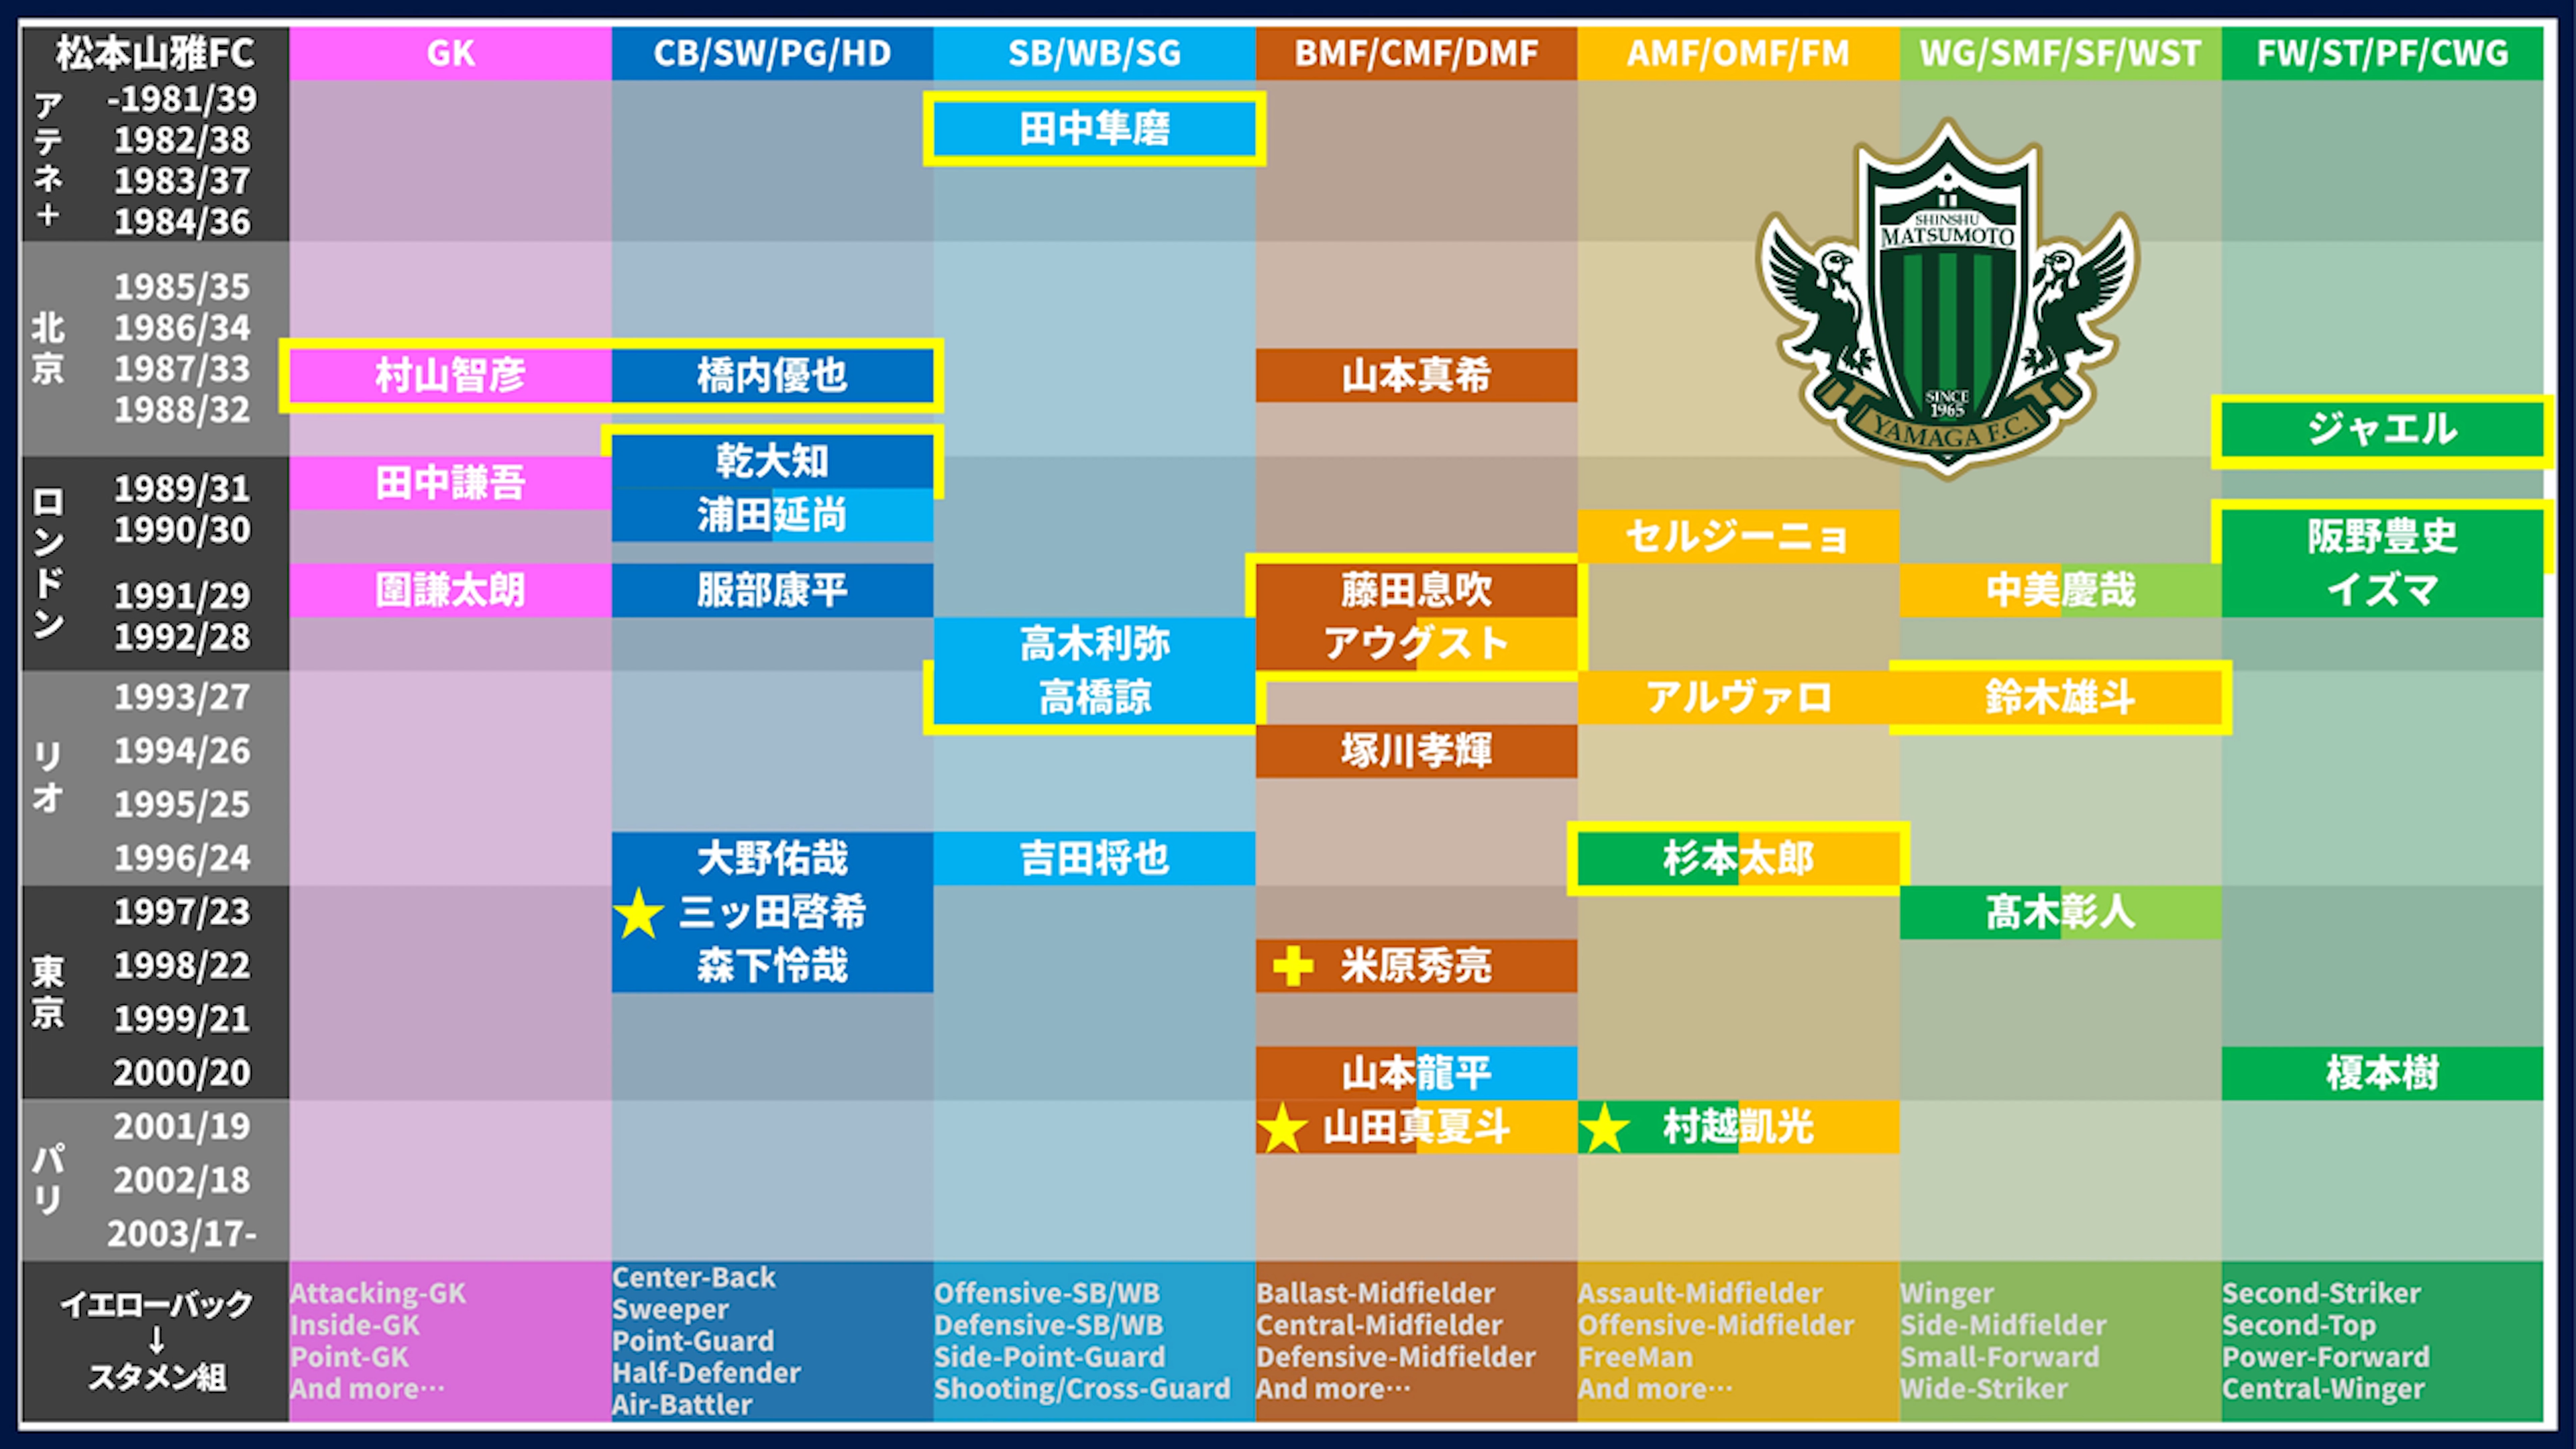 松本山雅FC
GK
CB/SW/PG/HD
SB/WB/SG
BMF/CMF/DMF
AMF/OMF/FM
WG/SMF/SF/WST
FW/ST/PF/CWG
アテネ+
-1981/39
1982/38
1983/37
1984/36
田中隼磨
SHINSHU
MATSUMOTO
SINCE
1965
YAMAGA F.C.
北京
1985/35
1986/34
1987/33
1988/32
村山智彦
橋内優也
山本真希
ジャエル
ロンドン
1989/31
1990/30
1991/29
1992/28
田中謙吾
乾大知
浦田延尚
セルジーニョ
阪野豊史
圍謙太朗
服部康平
藤田息吹
中美慶哉
イズマ
高木利弥
アウグスト
リオ
1993/27
1994/26
1995/25
1996/24
高橋諒
アルヴァロ
鈴木雄斗
塚川孝輝
大野佑哉
吉田将也
杉本太郎
東京
1997/23
1998/22
1999/21
2000/20
★ 三ッ田啓希
髙木彰人
森下怜哉
✚ 米原秀亮
山本龍平
榎本樹
パリ
2001/19
2002/18
2003/17-
★ 山田真夏斗
★ 村越凱光
イエローバック
↓
スタメン組
Attacking-GK
Inside-GK
Point-GK
And more…
Center-Back
Sweeper
Point-Guard
Half-Defender
Air-Battler
Offensive-SB/WB
Defensive-SB/WB
Side-Point-Guard
Shooting/Cross-Guard
Ballast-Midfielder
Central-Midfielder
Defensive-Midfielder
And more…
Assault-Midfielder
Offensive-Midfielder
FreeMan
And more…
Winger
Side-Midfielder
Small-Forward
Wide-Striker
Second-Striker
Second-Top
Power-Forward
Central-Winger